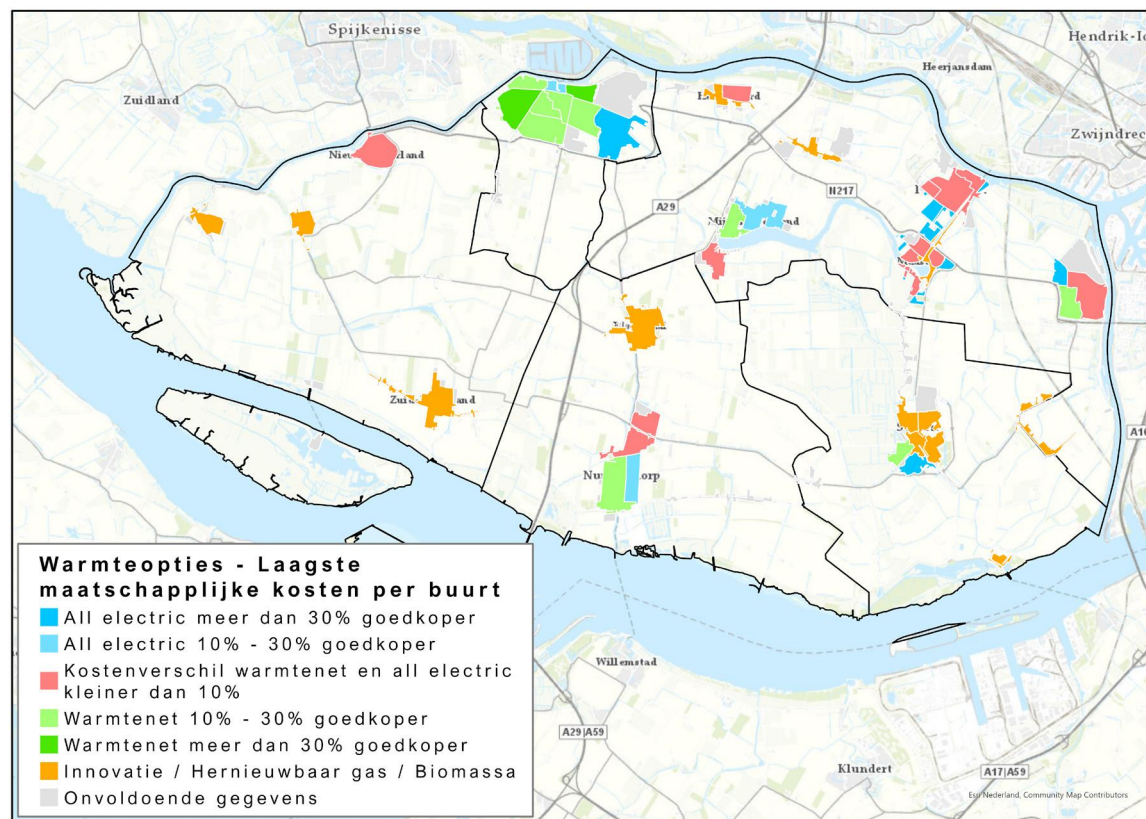 Spijkenisse
Hendrik-Io
Heerjansdam
Zuidland
Zwijndrec
N217
A29
Zuid
land
A16
Nu
orp
Warmteopties - Laagste
maatschapplijke kosten per buurt
All electric meer dan 30% goedkoper
All electric 10% - 30% goedkoper
Kostenverschil warmtenet en all electric
kleiner dan 10%
Warmtenet 10% - 30% goedkoper
Warmtenet meer dan 30% goedkoper
Innovatie / Hernieuwbaar gas / Biomassa
Onvoldoende gegevens
Willemstad
A29|A59
Klundert
A17|A59
Esri Nederland, Community Map Contributors